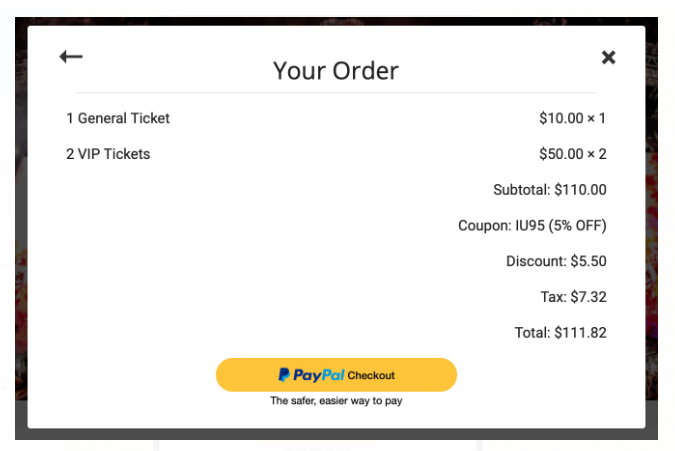 Your Order
1 General Ticket $10.00 × 1
2 VIP Tickets $50.00 × 2
Subtotal: $110.00
Coupon: IU95 (5% OFF)
Discount: $5.50
Tax: $7.32
Total: $111.82
PayPal Checkout
The safer, easier way to pay